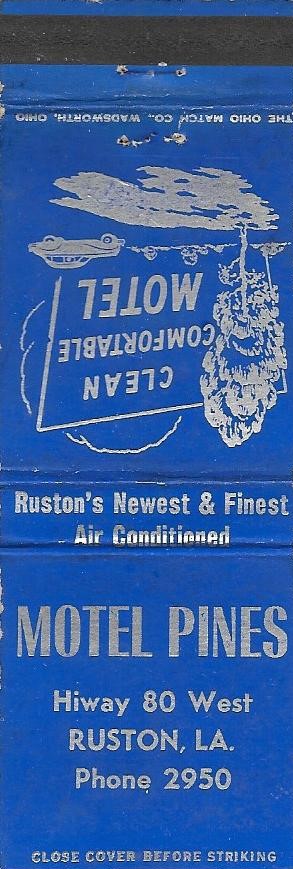 THE OHIO MATCH CO., WADSWORTH, OHIO
CLEAN
COMFORTABLE
MOTEL
Ruston's Newest & Finest
Air Conditioned
MOTEL PINES
Hiway 80 West
RUSTON, LA.
Phone 2950
CLOSE COVER BEFORE STRIKING